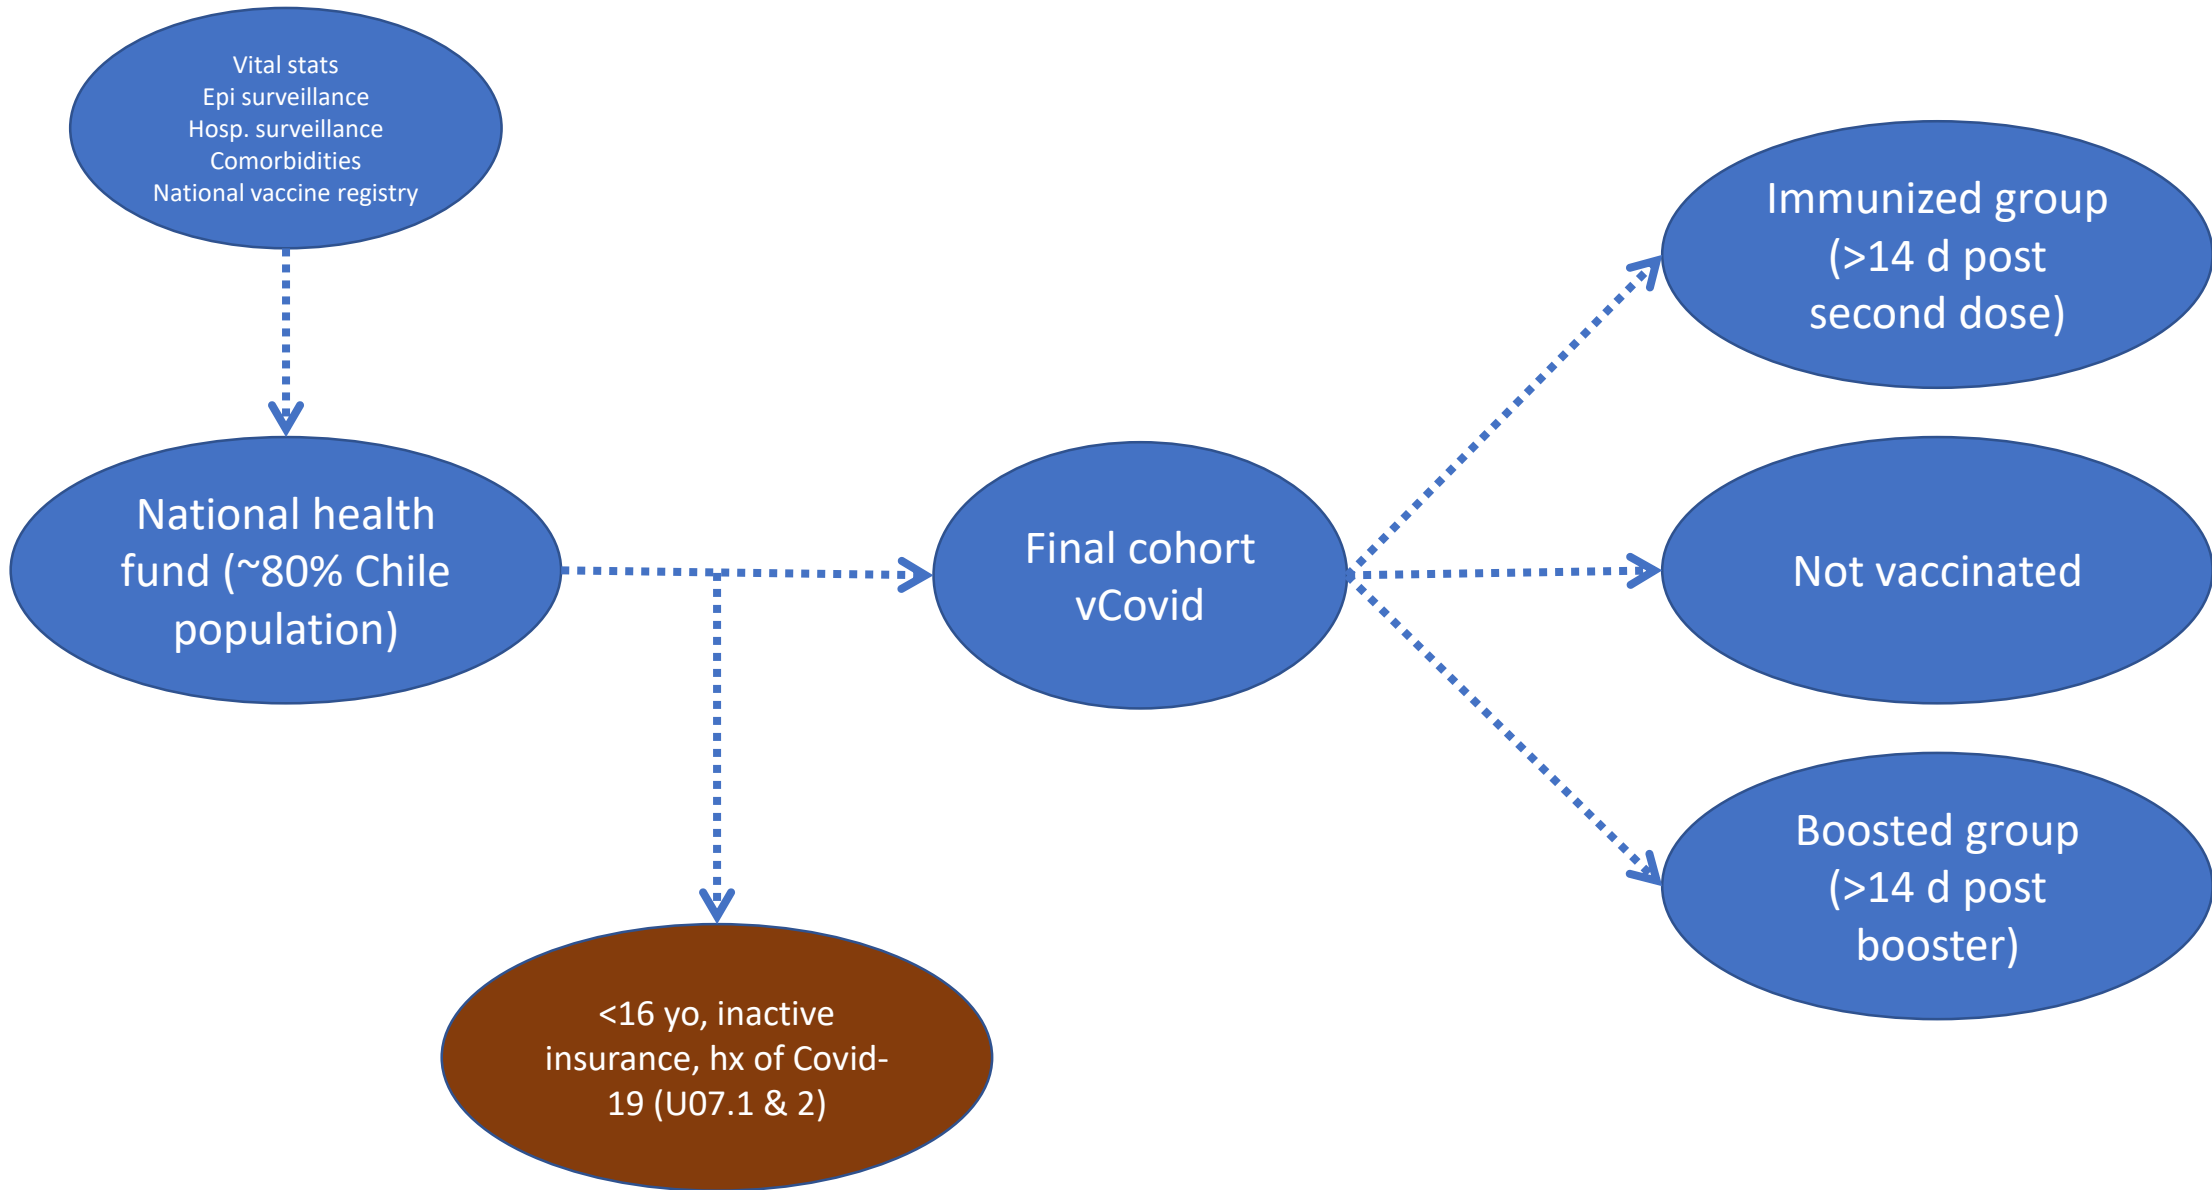 Vital stats
Epi surveillance
Hosp. surveillance
Comorbidities
National vaccine registry
National health
fund (~80% Chile
population)
<16 yo, inactive
insurance, hx of Covid-
19 (U07.1 & 2)
Final cohort
vCovid
Immunized group
(>14 d post
second dose)
Not vaccinated
Boosted group
(>14 d post
booster)